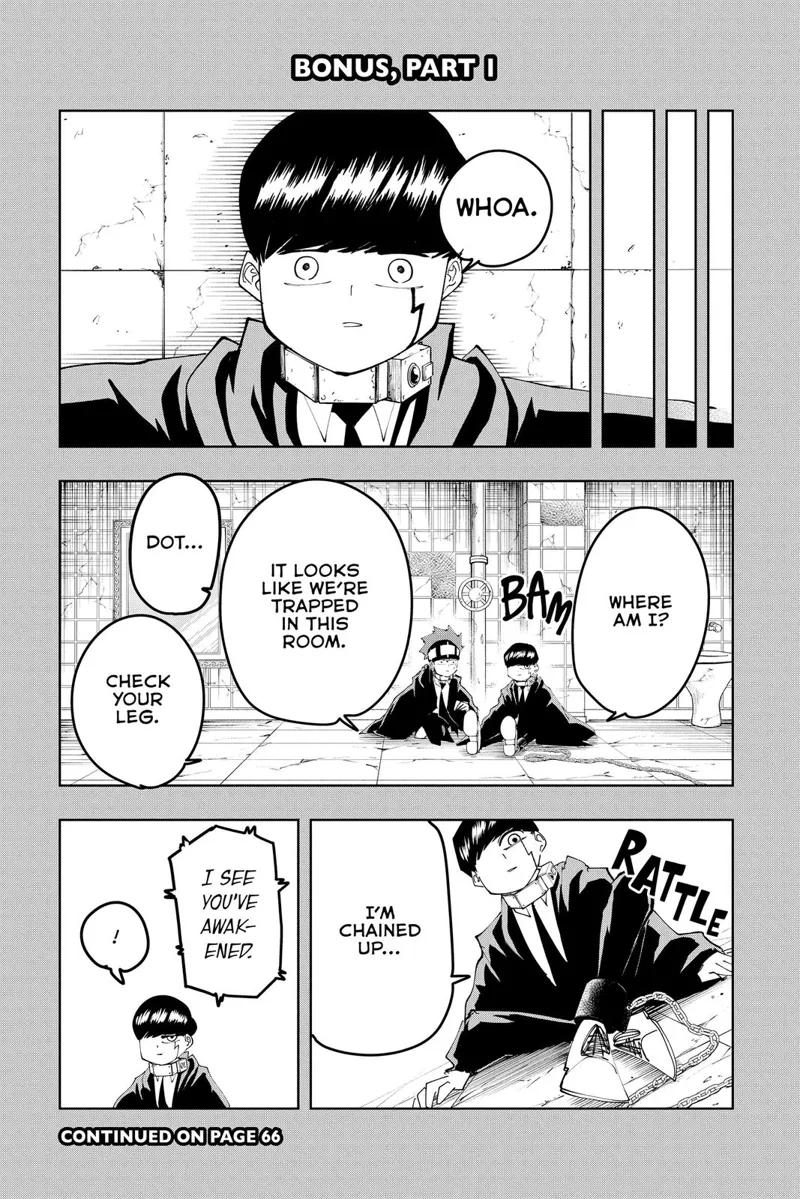 BONUS, PART 1
WHOA.
WHERE
AM I?
BAM
IT LOOKS
LIKE WE'RE
TRAPPED
IN THIS
ROOM.
DOT...
CHECK
YOUR
LEG.
RATTLE
I'M
CHAINED
UP...
I SEE
YOU'VE
AWAK-
ENED.
!
CONTINUED ON PAGE 66